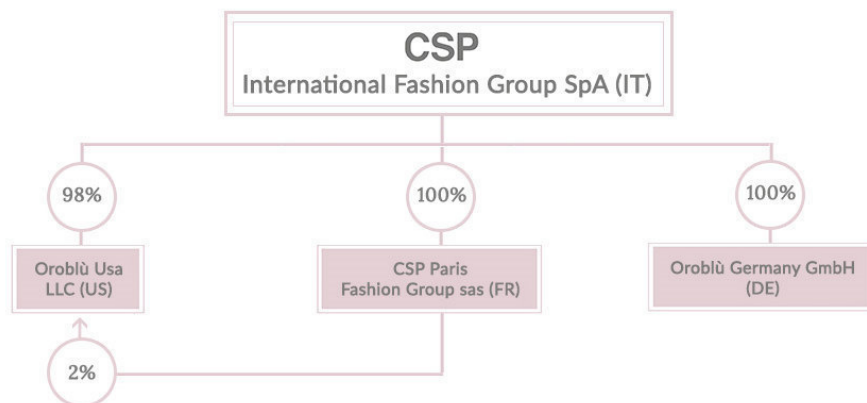 CSP
International Fashion Group SpA (IT)
98%
100%
100%
Oroblù Usa
LLC (US)
CSP Paris
Fashion Group sas (FR)
Oroblù Germany GmbH
(DE)
2%